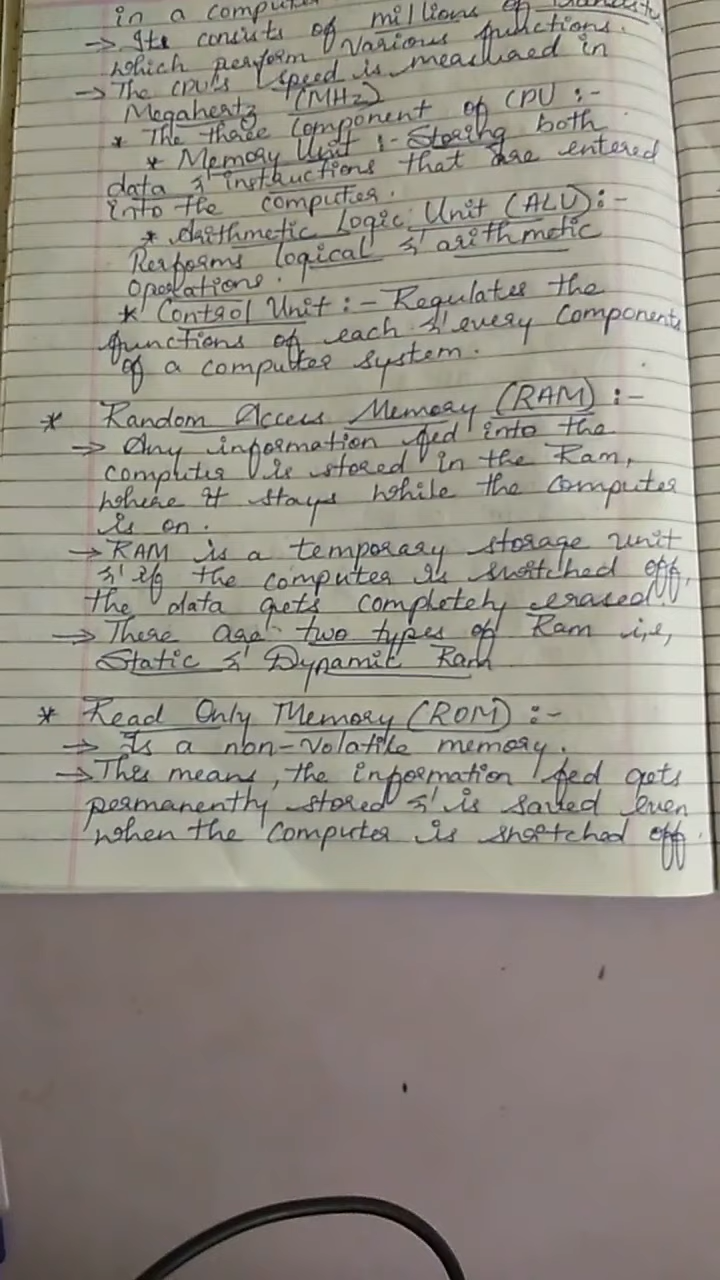 in a computer
→ Its consists of millions of
which perform various functions.
→ The CPU's speed is measured in
Megahertz (MHz)
* The three Component of CPU :-
* Memory Unit :- Storing both
data & instructions that are entered
into the computer.
* Arithmetic Logic Unit (ALU) :-
Performs logical & arithmetic
Operations.
* Control Unit :- Regulates the
functions of each & every Components
of a computer system.
* Random Access Memory (RAM) :-
→ Any information fed into the
computer is stored in the Ram,
where it stays while the computer
is on.
→ RAM is a temporary storage unit
& if the computer is switched off,
the data gets completely erased.
→ There are two types of Ram i,e,
Static & Dynamic Ram
* Read Only Memory (ROM) :-
→ Is a non-volatile memory.
→ This means, the information fed gets
permanently stored & is saved even
when the computer is switched off.